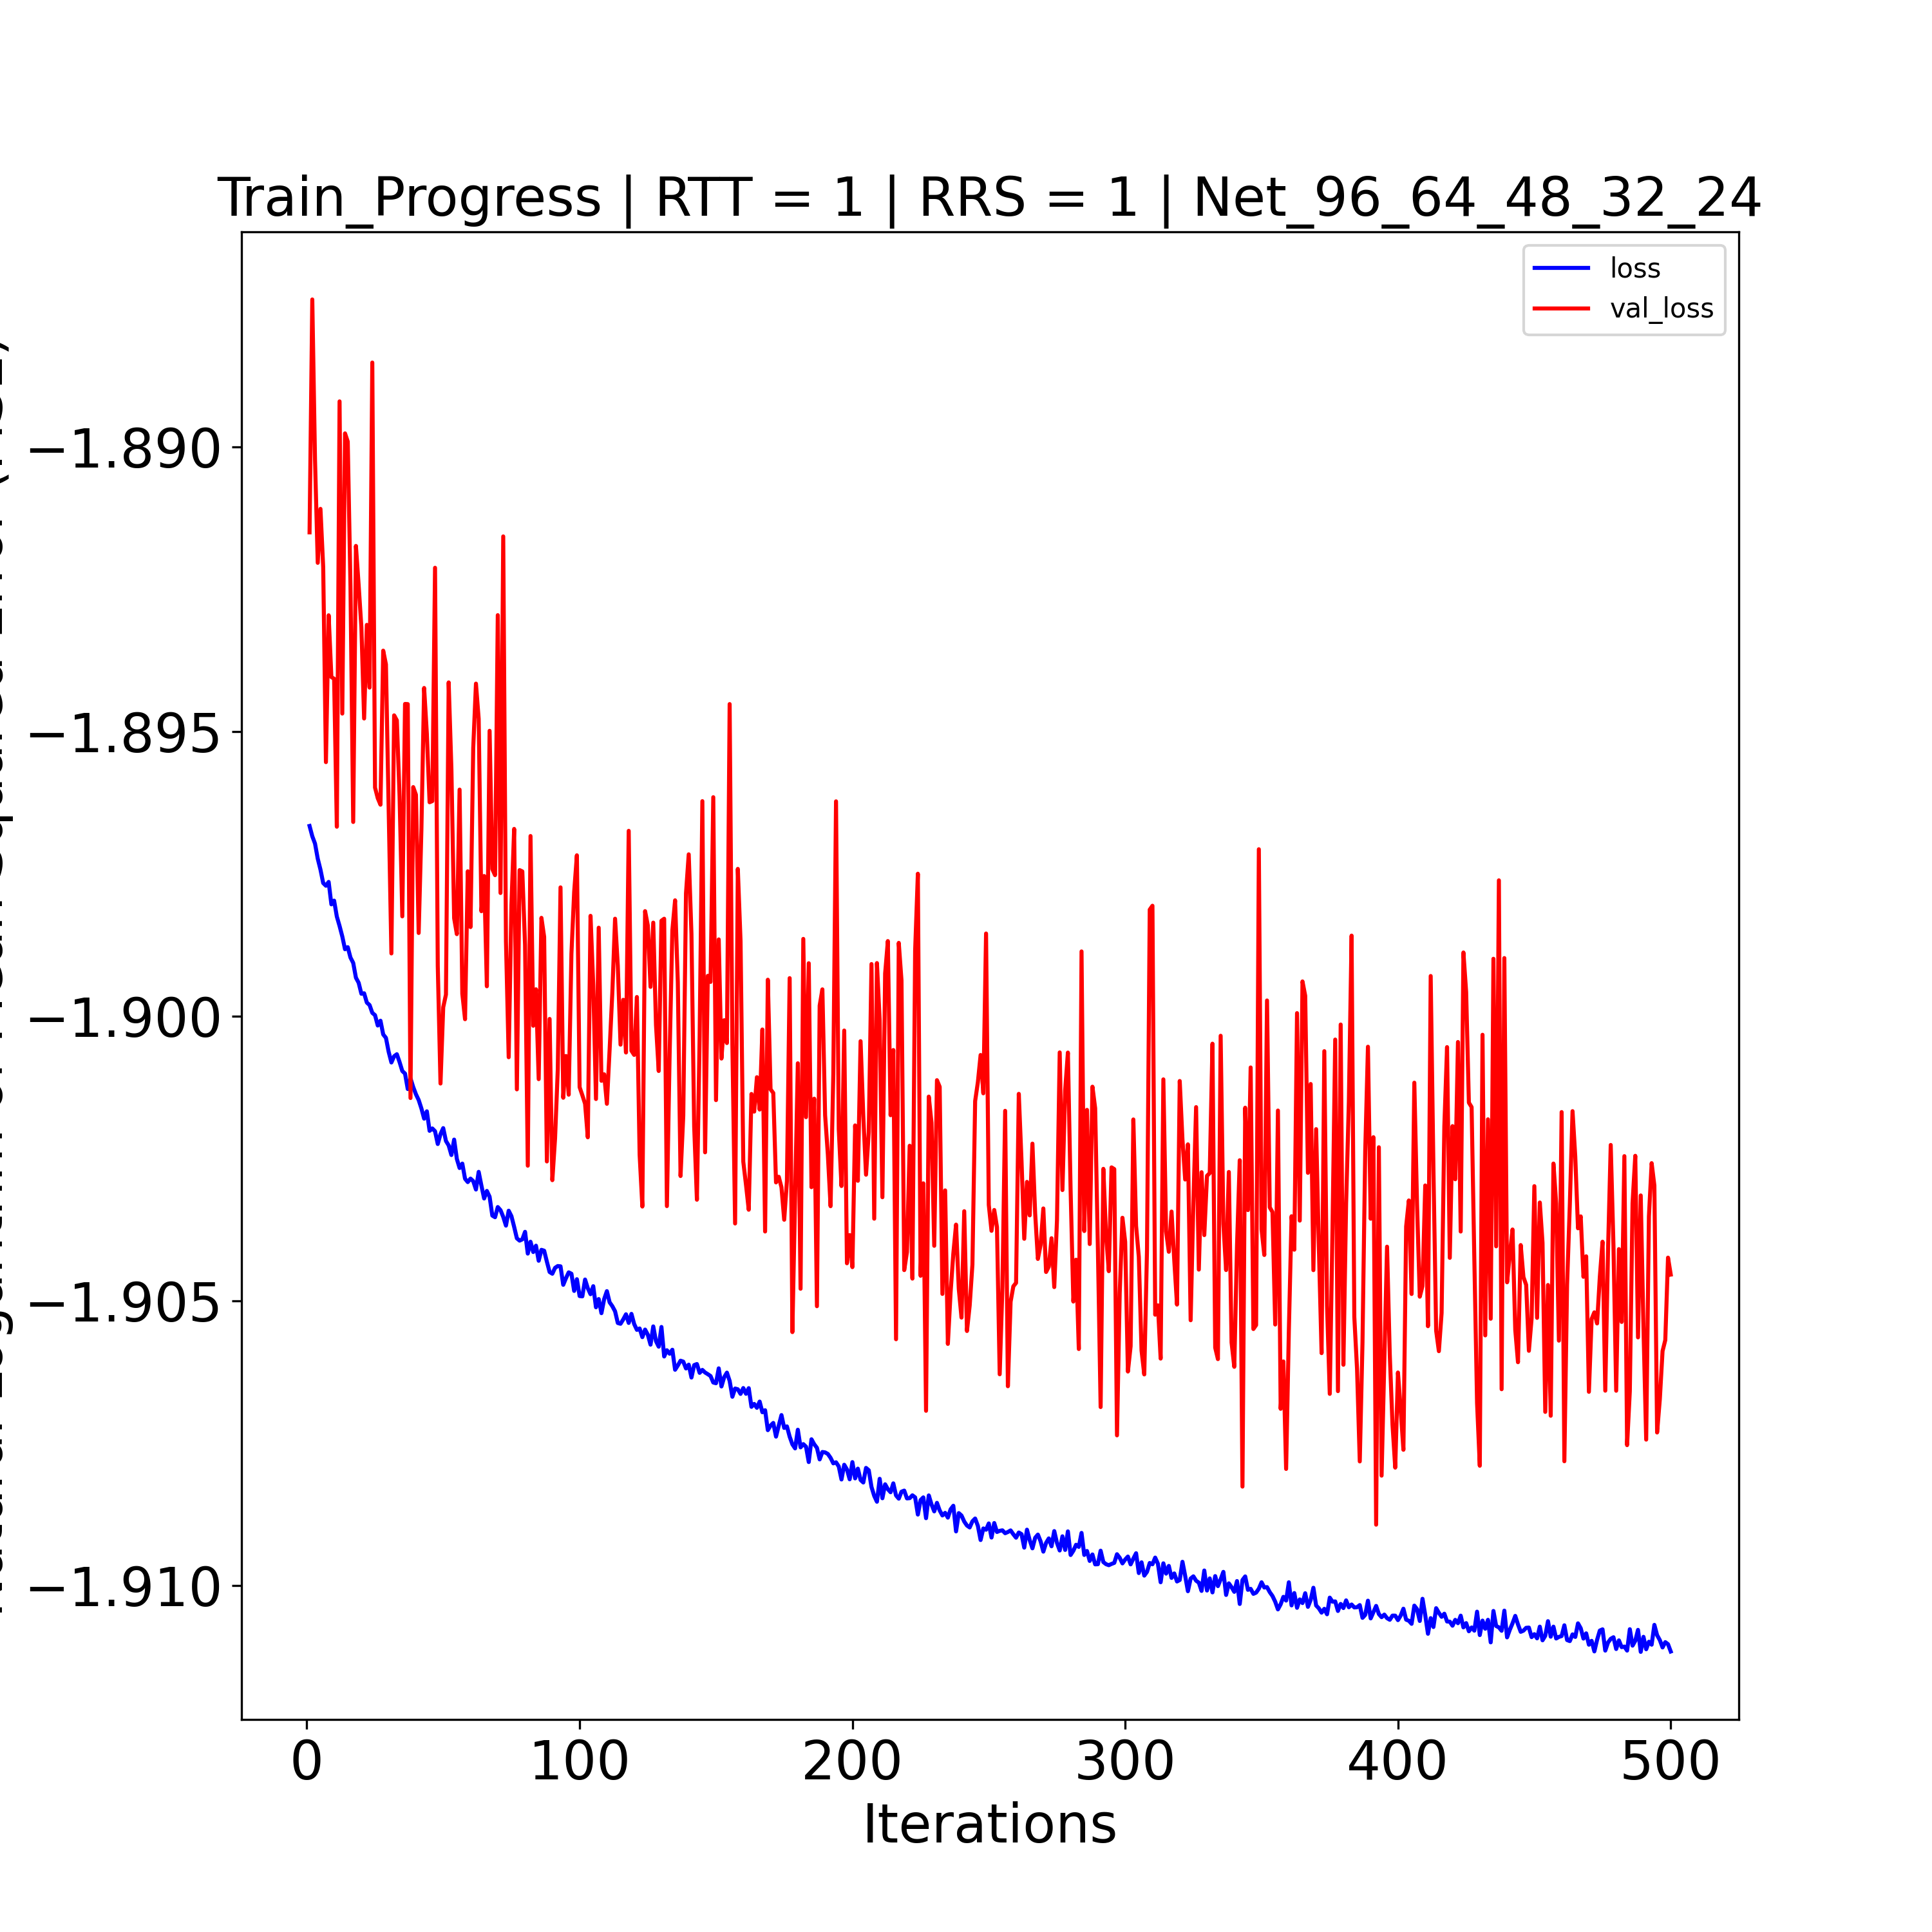 Train_Progress | RTT = 1 | RRS = 1 | Net_96_64_48_32_24
loss
val_loss
−1.890
−1.895
−1.900
−1.905
−1.910
0 100 200 300 400 500
Iterations